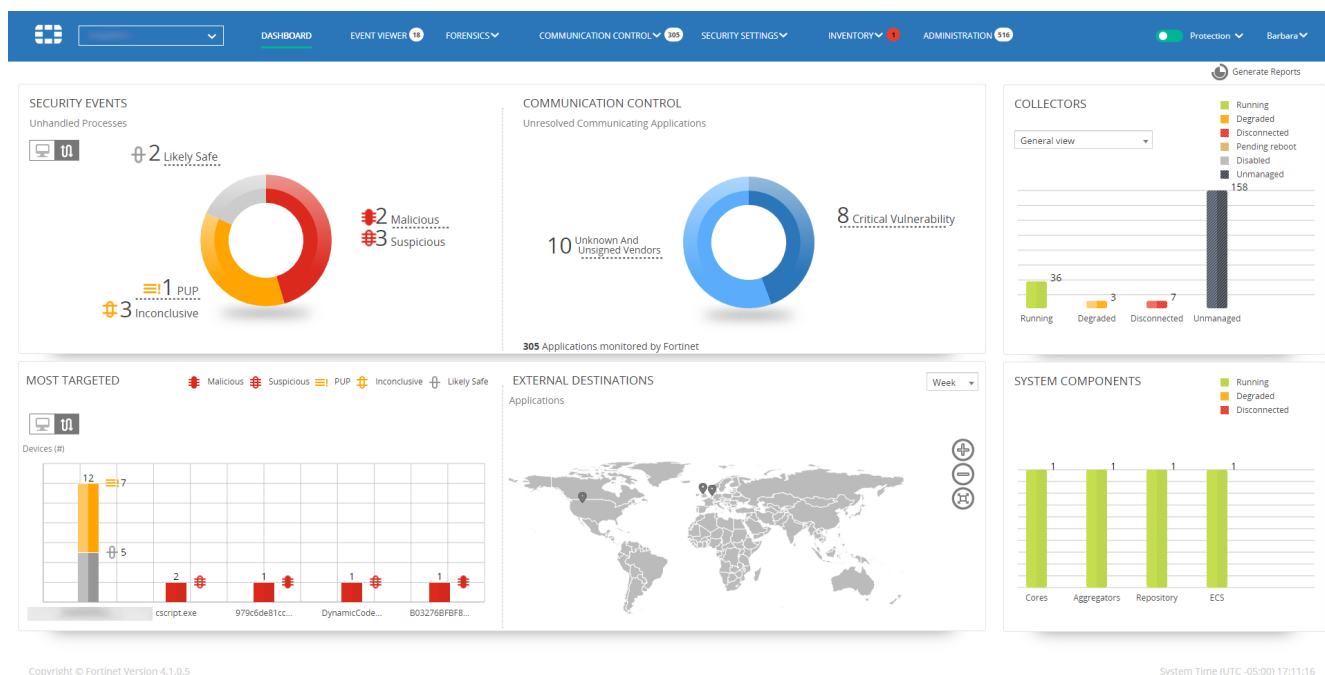 DASHBOARD
EVENT VIEWER 18
FORENSICS
COMMUNICATION CONTROL 305
SECURITY SETTINGS
INVENTORY 1
ADMINISTRATION 516
Protection
Barbara
Generate Reports
SECURITY EVENTS
Unhandled Processes
2 Likely Safe
2 Malicious
3 Suspicious
1 PUP
3 Inconclusive
COMMUNICATION CONTROL
Unresolved Communicating Applications
8 Critical Vulnerability
10 Unknown And
Unsigned Vendors
305 Applications monitored by Fortinet
COLLECTORS
General view
Running
Degraded
Disconnected
Pending reboot
Disabled
Unmanaged
158
36
3
7
Running
Degraded
Disconnected
Unmanaged
MOST TARGETED
Malicious
Suspicious
PUP
Inconclusive
Likely Safe
Devices (#)
12
7
5
2
1
1
1
cscript.exe
979c6de81cc...
DynamicCode...
B03276BFBF8...
EXTERNAL DESTINATIONS
Applications
Week
SYSTEM COMPONENTS
Running
Degraded
Disconnected
1
1
1
1
Cores
Aggregators
Repository
ECS
Copyright © Fortinet Version 4.1.0.5
System Time (UTC -05:00) 17:11:16